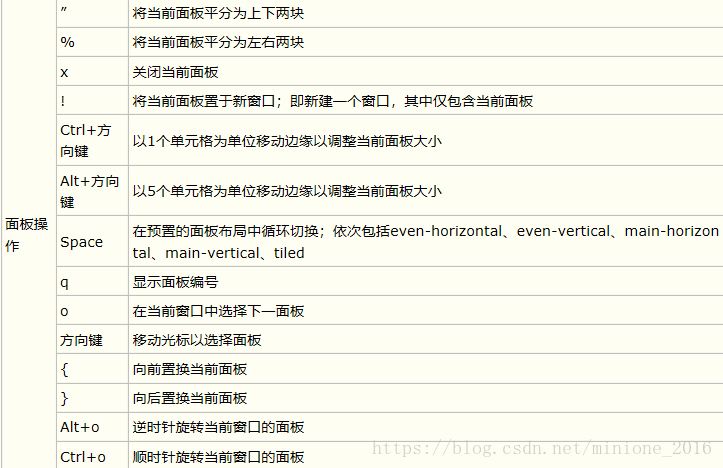 ” 将当前面板平分为上下两块
% 将当前面板平分为左右两块
x 关闭当前面板
! 将当前面板置于新窗口；即新建一个窗口，其中仅包含当前面板
Ctrl+方
向键
以1个单元格为单位移动边缘以调整当前面板大小
Alt+方向
键
以5个单元格为单位移动边缘以调整当前面板大小
面板操
作
Space
在预置的面板布局中循环切换；依次包括even-horizontal、even-vertical、main-horizon
tal、main-vertical、tiled
q 显示面板编号
o 在当前窗口中选择下一面板
方向键 移动光标以选择面板
{ 向前置换当前面板
} 向后置换当前面板
Alt+o 逆时针旋转当前窗口的面板
Ctrl+o 顺时针旋转当前窗口的面板
https://blog.csdn.net/minione_2016